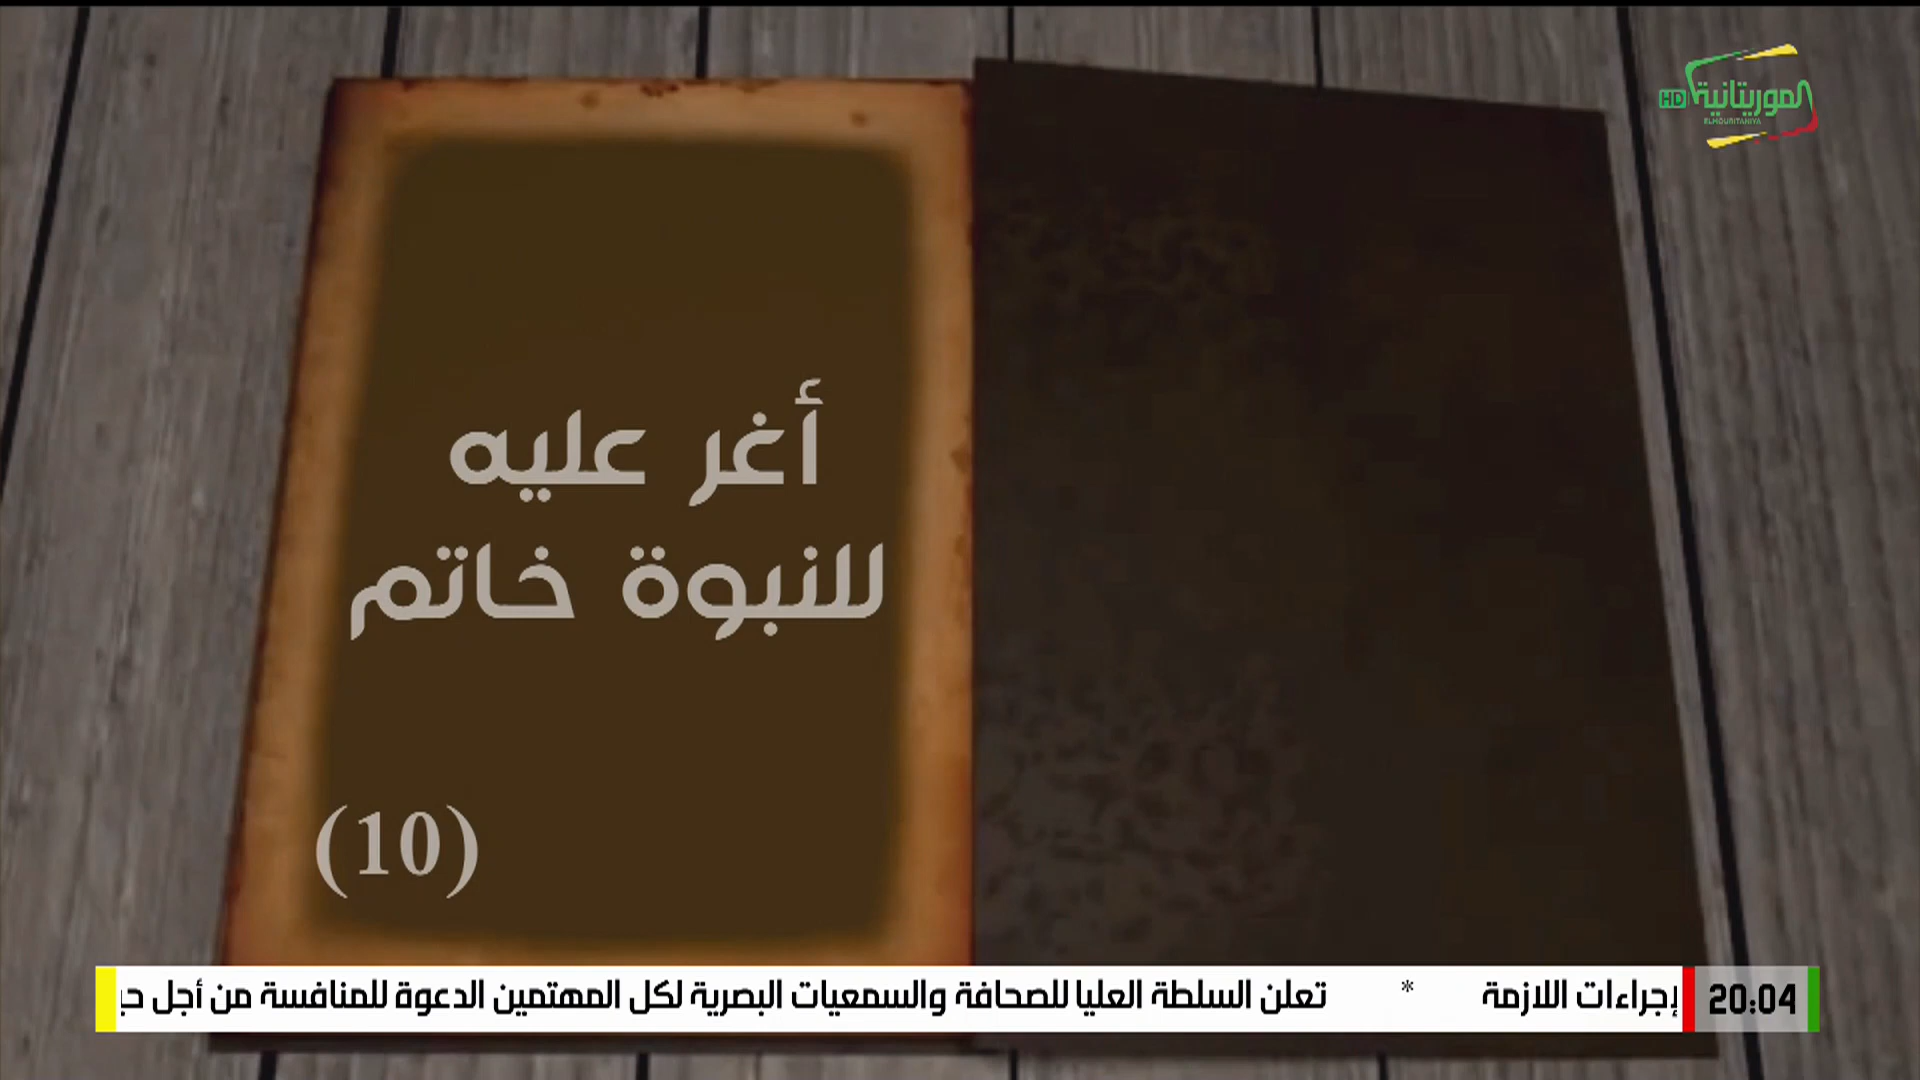 الموريتانية
HD
ELMOURITANIYA
أغر عليه
للنبوة خاتم
(10)
إجراءات اللازمة * تعلن السلطة العليا للصحافة والسمعيات البصرية لكل المهتمين الدعوة للمنافسة من أجل
20:04